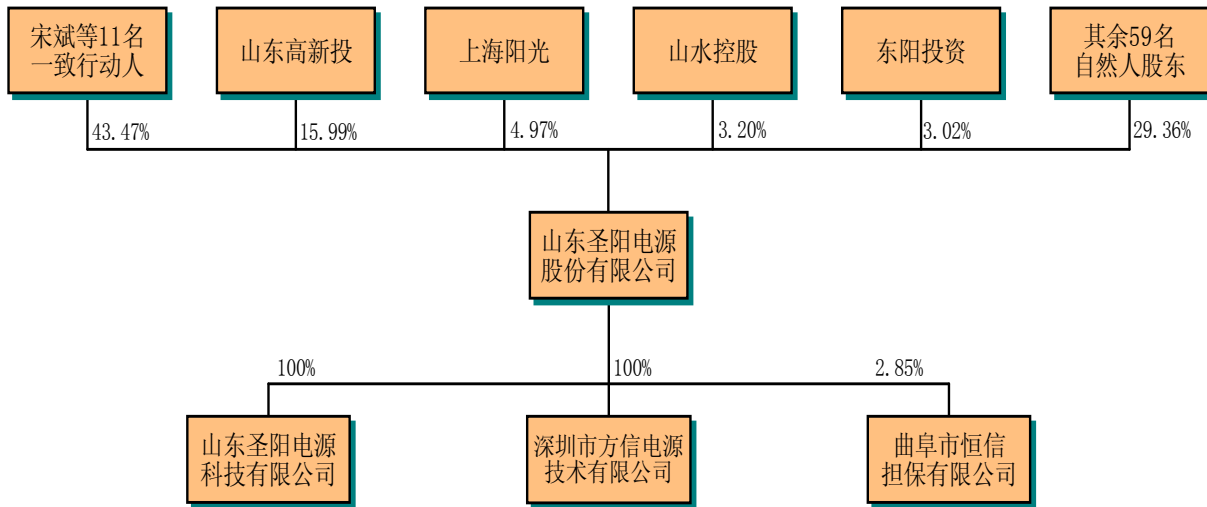 宋斌等11名
一致行动人
山东高新投
上海阳光
山水控股
东阳投资
其余59名
自然人股东
43.47%
15.99%
4.97%
3.20%
3.02%
29.36%
山东圣阳电源
股份有限公司
100%
100%
2.85%
山东圣阳电源
科技有限公司
深圳市方信电源
技术有限公司
曲阜市恒信
担保有限公司